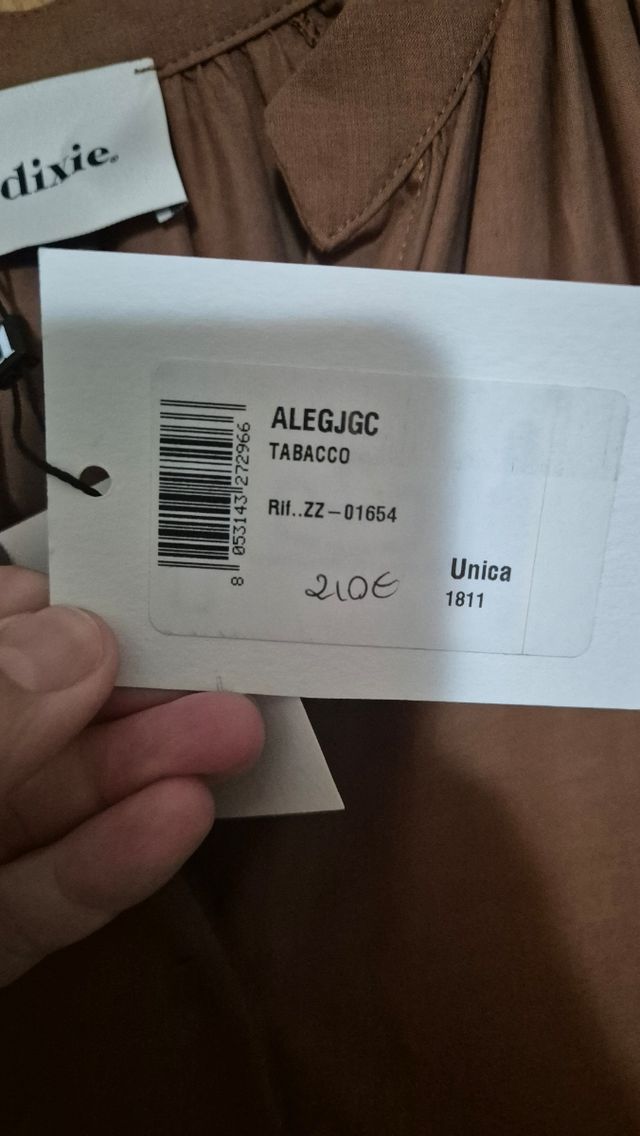 dixie®
ALEGJGC
TABACCO
Rif..ZZ-01654
8 053143 272966
210€
Unica
1811